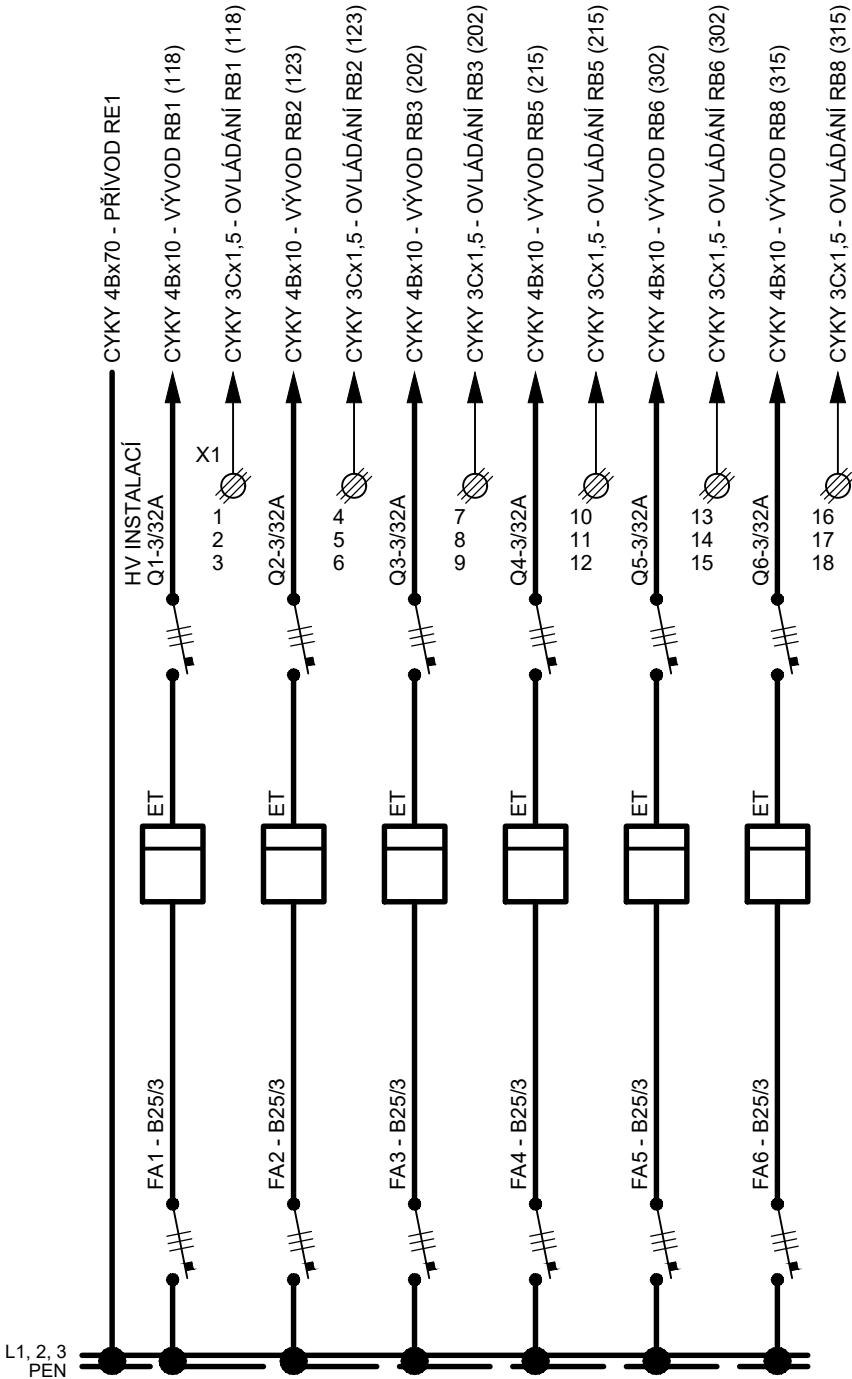 CYKY 4Bx70 - PŘÍVOD RE1
CYKY 4Bx10 - VÝVOD RB1 (118)
CYKY 3Cx1,5 - OVLÁDÁNÍ RB1 (118)
CYKY 4Bx10 - VÝVOD RB2 (123)
CYKY 3Cx1,5 - OVLÁDÁNÍ RB2 (123)
CYKY 4Bx10 - VÝVOD RB3 (202)
CYKY 3Cx1,5 - OVLÁDÁNÍ RB3 (202)
CYKY 4Bx10 - VÝVOD RB5 (215)
CYKY 3Cx1,5 - OVLÁDÁNÍ RB5 (215)
CYKY 4Bx10 - VÝVOD RB6 (302)
CYKY 3Cx1,5 - OVLÁDÁNÍ RB6 (302)
CYKY 4Bx10 - VÝVOD RB8 (315)
CYKY 3Cx1,5 - OVLÁDÁNÍ RB8 (315)
HV INSTALACÍ
Q1-3/32A
X1
1
2
3
Q2-3/32A
4
5
6
Q3-3/32A
7
8
9
Q4-3/32A
10
11
12
Q5-3/32A
13
14
15
Q6-3/32A
16
17
18
ET
ET
ET
ET
ET
ET
FA1 - B25/3
FA2 - B25/3
FA3 - B25/3
FA4 - B25/3
FA5 - B25/3
FA6 - B25/3
L1, 2, 3
PEN